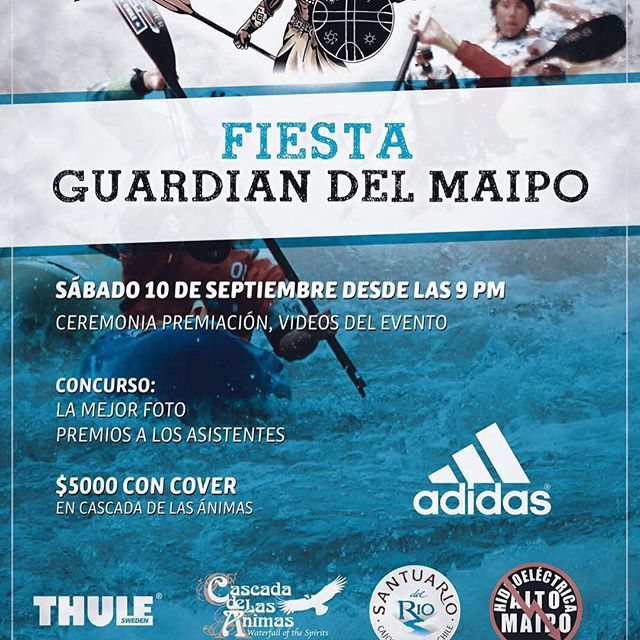 FIESTA
GUARDIAN DEL MAIPO
SÁBADO 10 DE SEPTIEMBRE DESDE LAS 9 PM
CEREMONIA PREMIACIÓN, VIDEOS DEL EVENTO
CONCURSO:
LA MEJOR FOTO
PREMIOS A LOS ASISTENTES
$5000 CON COVER
EN CASCADA DE LAS ÁNIMAS
adidas®
THULE®
SWEDEN
Cascada
de Las
Animas
Waterfall of the Spirits
SANTUARIO
del
RIO
HIDROELÉCTRICA
ALTO
MAIPO